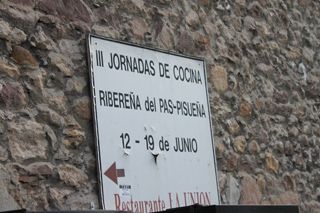 III JORNADAS DE COCINA
RIBEREÑA del PAS-PISUEÑA
12 - 19 de JUNIO
Restaurante LA UNION